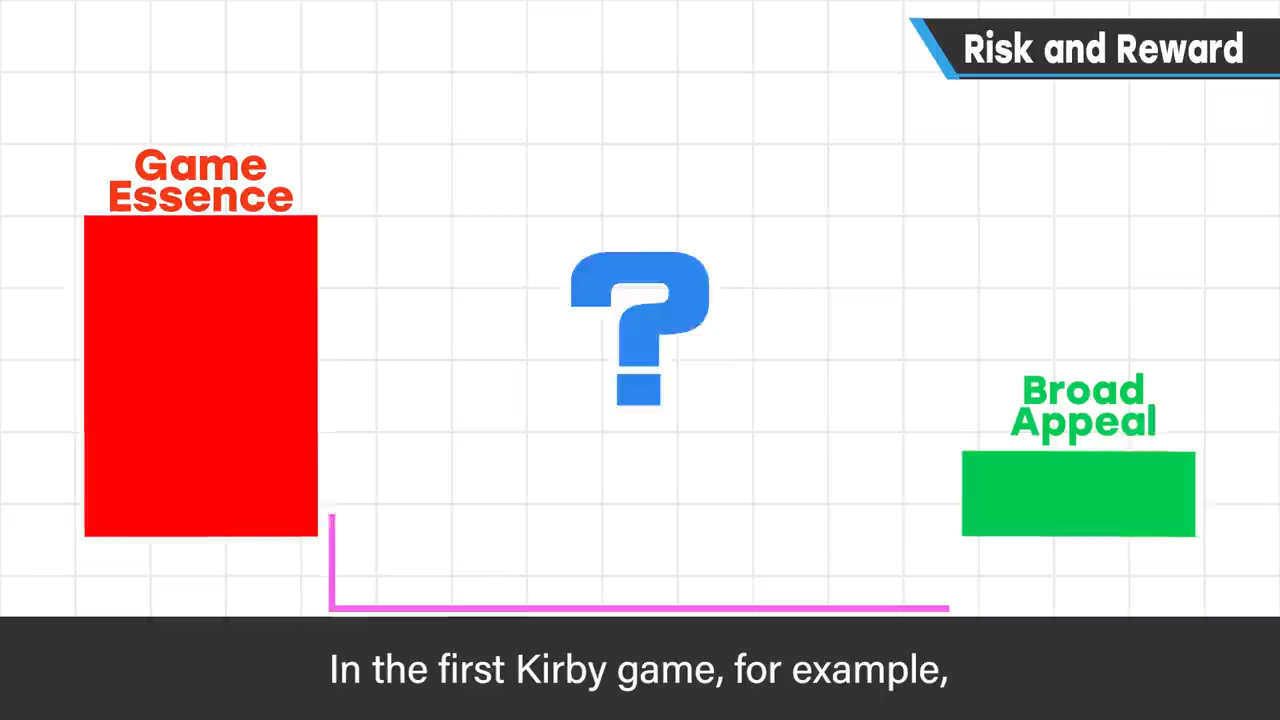 Risk and Reward
Game
Essence
?
Broad
Appeal
In the first Kirby game, for example,